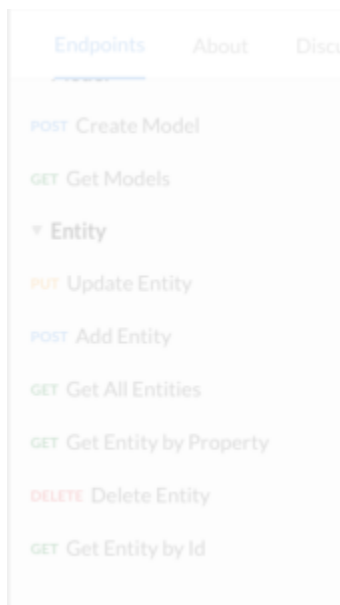 Endpoints About
POST Create Model
GET Get Models
▼ Entity
PUT Update Entity
POST Add Entity
GET Get All Entities
GET Get Entity by Property
DELETE Delete Entity
GET Get Entity by Id